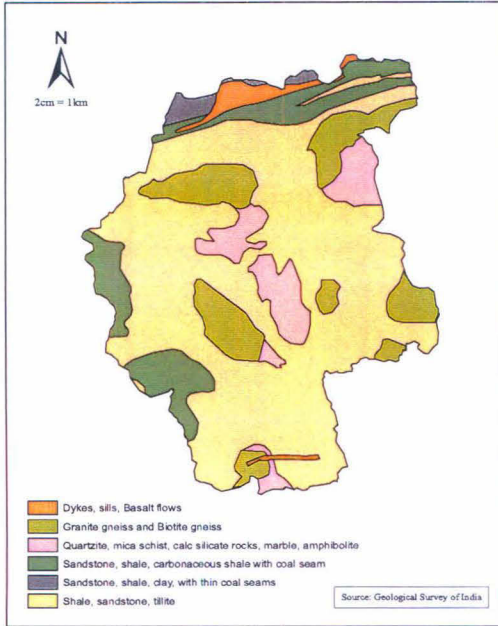 N
2cm = 1km
Dykes, sills, Basalt flows
Granite gneiss and Biotite gneiss
Quartzite, mica schist, calc silicate rocks, marble, amphibolite
Sandstone, shale, carbonaceous shale with coal seam
Sandstone, shale, clay, with thin coal seams
Shale, sandstone, tillite
Source: Geological Survey of India